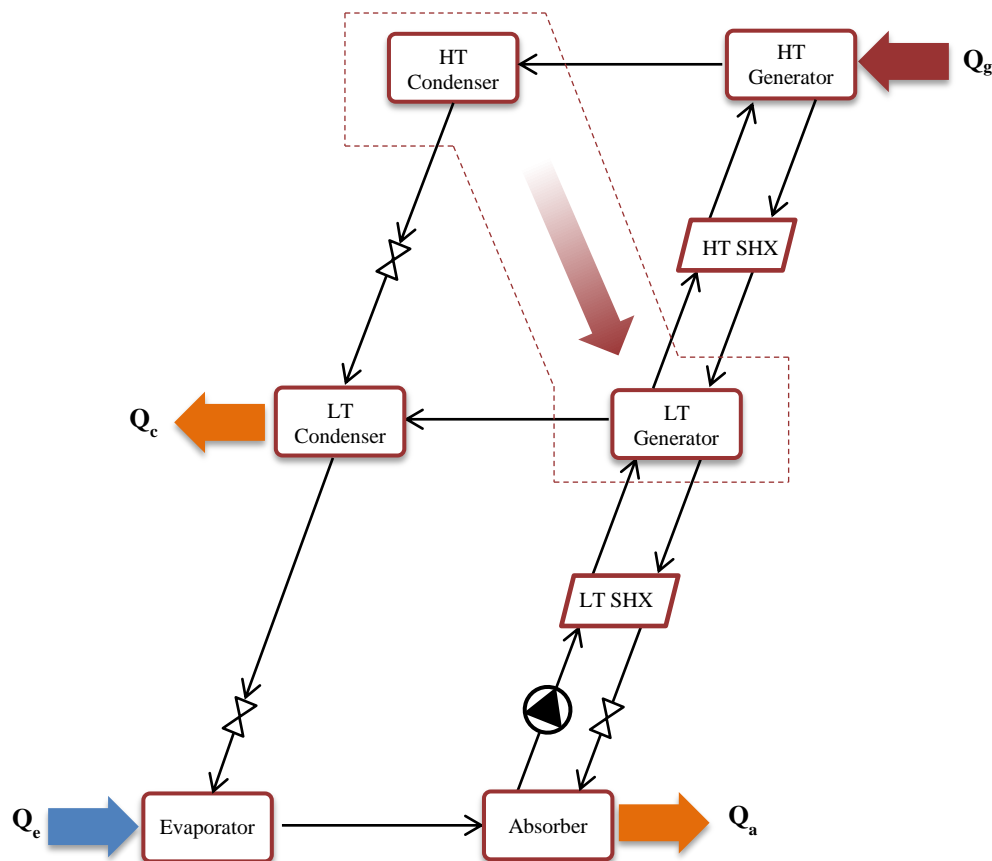 HT
Condenser
HT
Generator
Qg
HT SHX
Qc
LT
Condenser
LT
Generator
LT SHX
Qe
Evaporator
Absorber
Qa